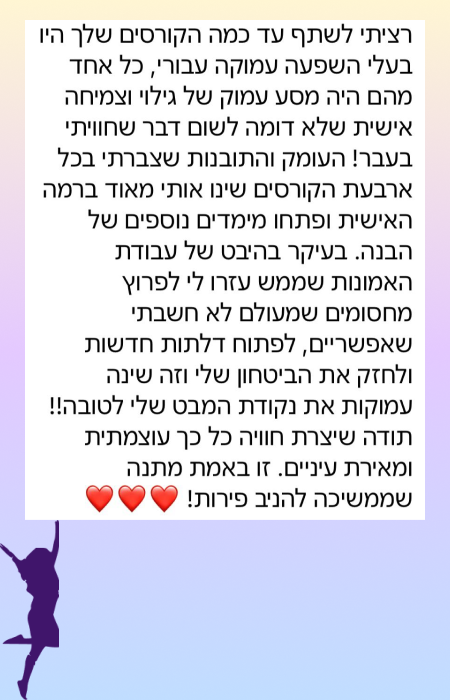 רציתי לשתף עד כמה הקורסים שלך היו
בעלי השפעה עמוקה עבורי, כל אחד
מהם היה מסע עמוק של גילוי וצמיחה
אישית שלא דומה לשום דבר שחוויתי
בעבר! העומק והתובנות שצברתי בכל
ארבעת הקורסים שינו אותי מאוד ברמה
האישית ופתחו מימדים נוספים של
הבנה. בעיקר בהיבט של עבודת
האמונות שממש עזרו לי לפרוץ
מחסומים שמעולם לא חשבתי
שאפשריים, לפתוח דלתות חדשות
ולחזק את הביטחון שלי וזה שינה
עמוקות את נקודת המבט שלי לטובה!!
תודה שיצרת חוויה כל כך עוצמתית
ומאירת עיניים. זו באמת מתנה
שממשיכה להניב פירות! ❤️❤️❤️